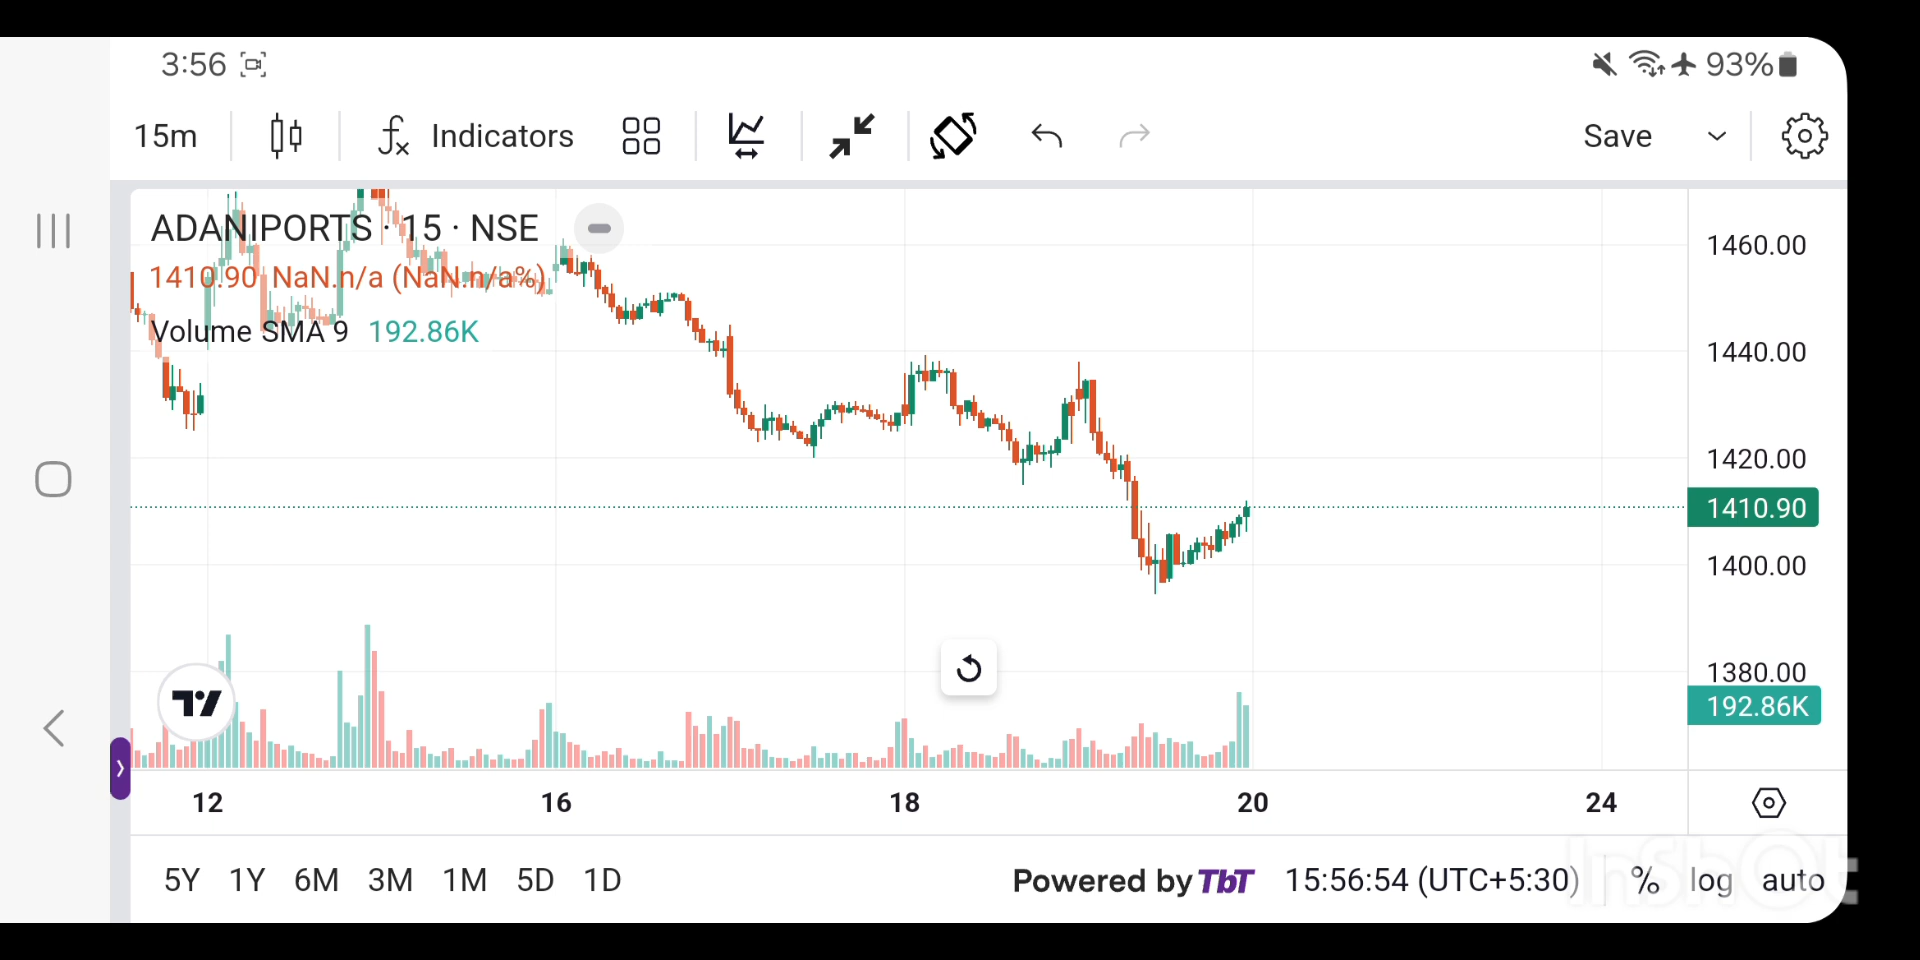 3:56 93%
15m Indicators Save
ADANIPORTS · 15 · NSE
1410.90 NaN.n/a (NaN.n/a%)
Volume SMA 9 192.86K
1460.00
1440.00
1420.00
1410.90
1400.00
1380.00
192.86K
12 16 18 20 24
5Y 1Y 6M 3M 1M 5D 1D Powered by TbT 15:56:54 (UTC+5:30) % log auto
InShOt